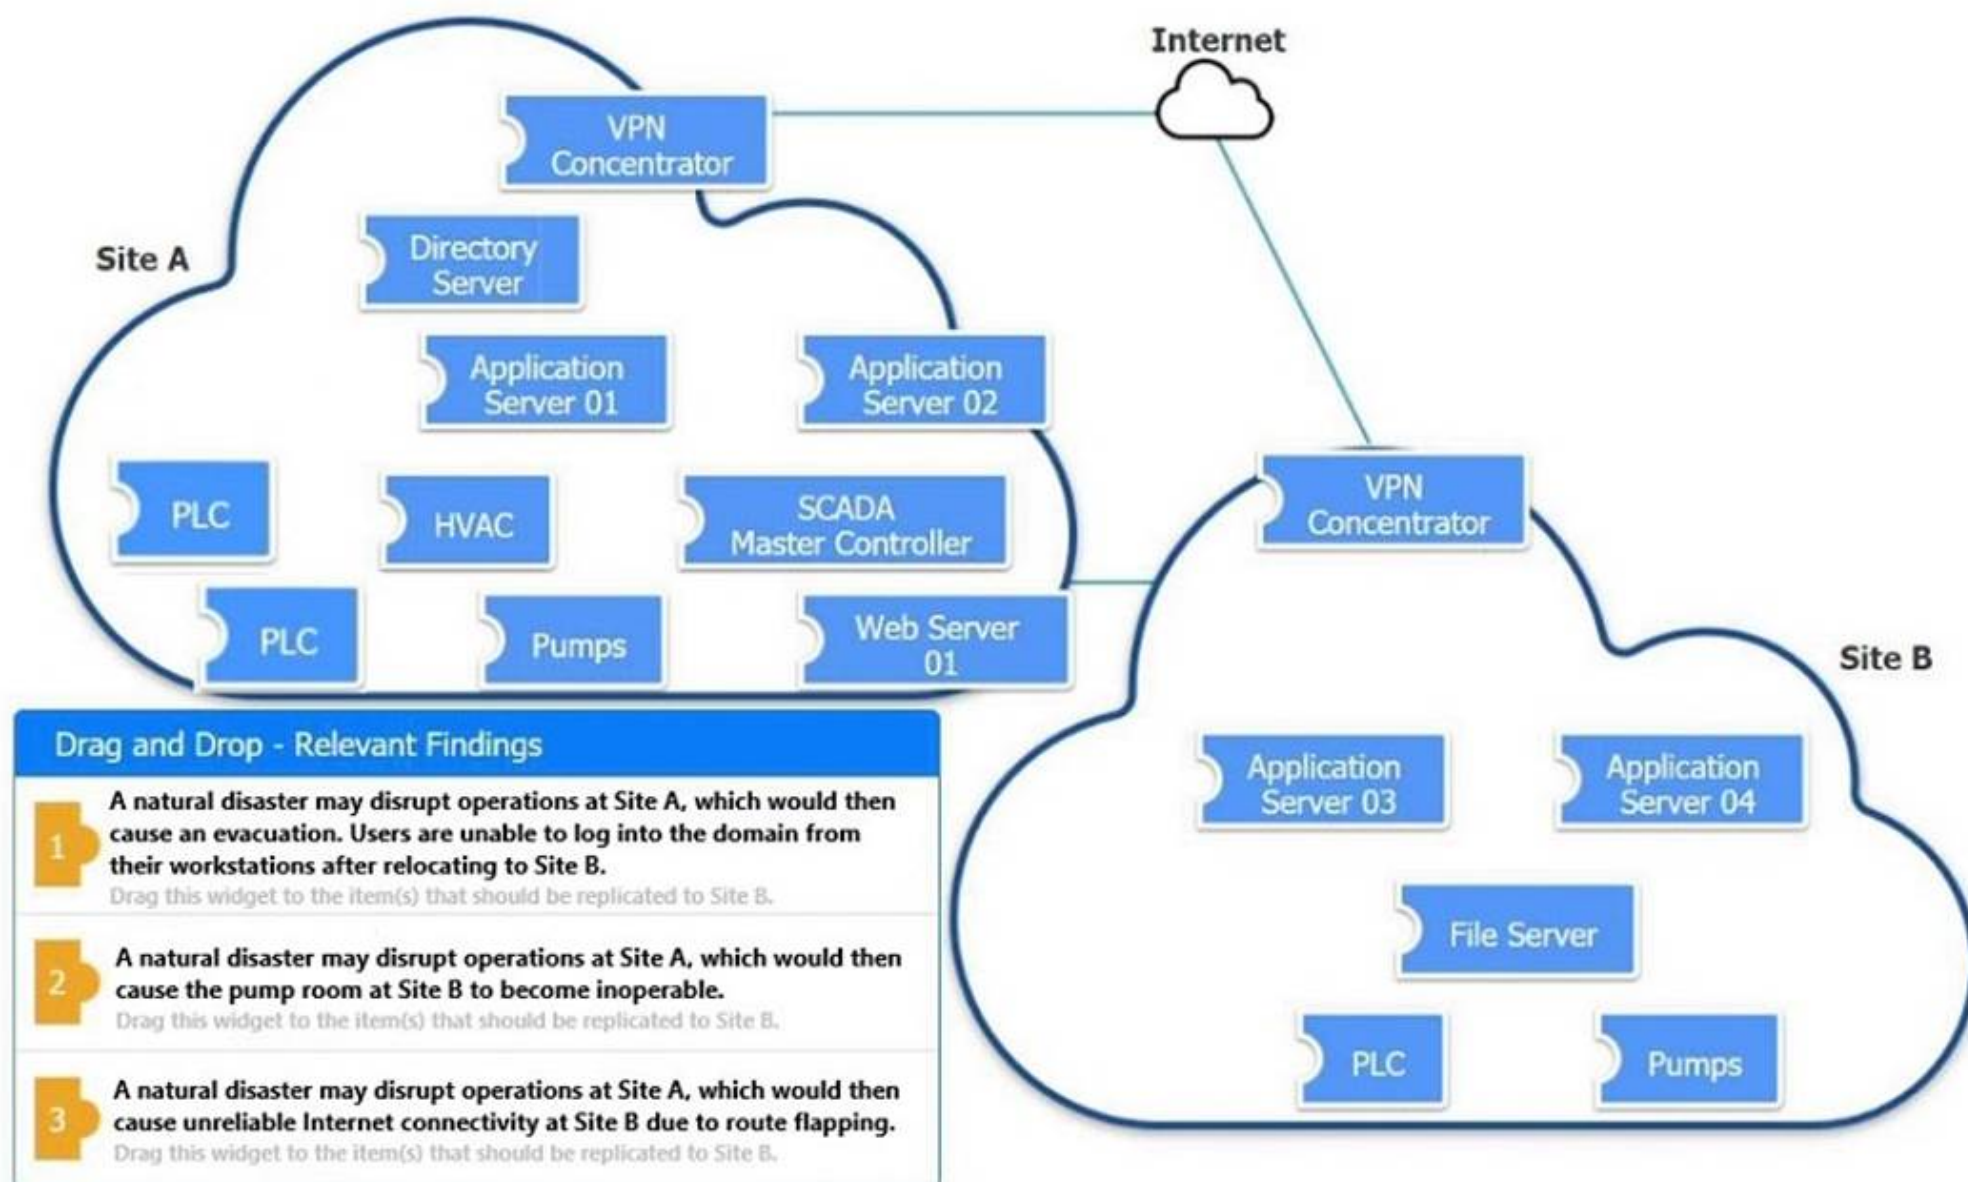 Internet
VPN
Concentrator
Site A
Directory
Server
Application
Server 01
Application
Server 02
PLC
HVAC
SCADA
Master Controller
PLC
Pumps
Web Server
01
VPN
Concentrator
Site B
Application
Server 03
Application
Server 04
File Server
PLC
Pumps
Drag and Drop - Relevant Findings
1
A natural disaster may disrupt operations at Site A, which would then
cause an evacuation. Users are unable to log into the domain from
their workstations after relocating to Site B.
Drag this widget to the item(s) that should be replicated to Site B.
2
A natural disaster may disrupt operations at Site A, which would then
cause the pump room at Site B to become inoperable.
Drag this widget to the item(s) that should be replicated to Site B.
3
A natural disaster may disrupt operations at Site A, which would then
cause unreliable Internet connectivity at Site B due to route flapping.
Drag this widget to the item(s) that should be replicated to Site B.